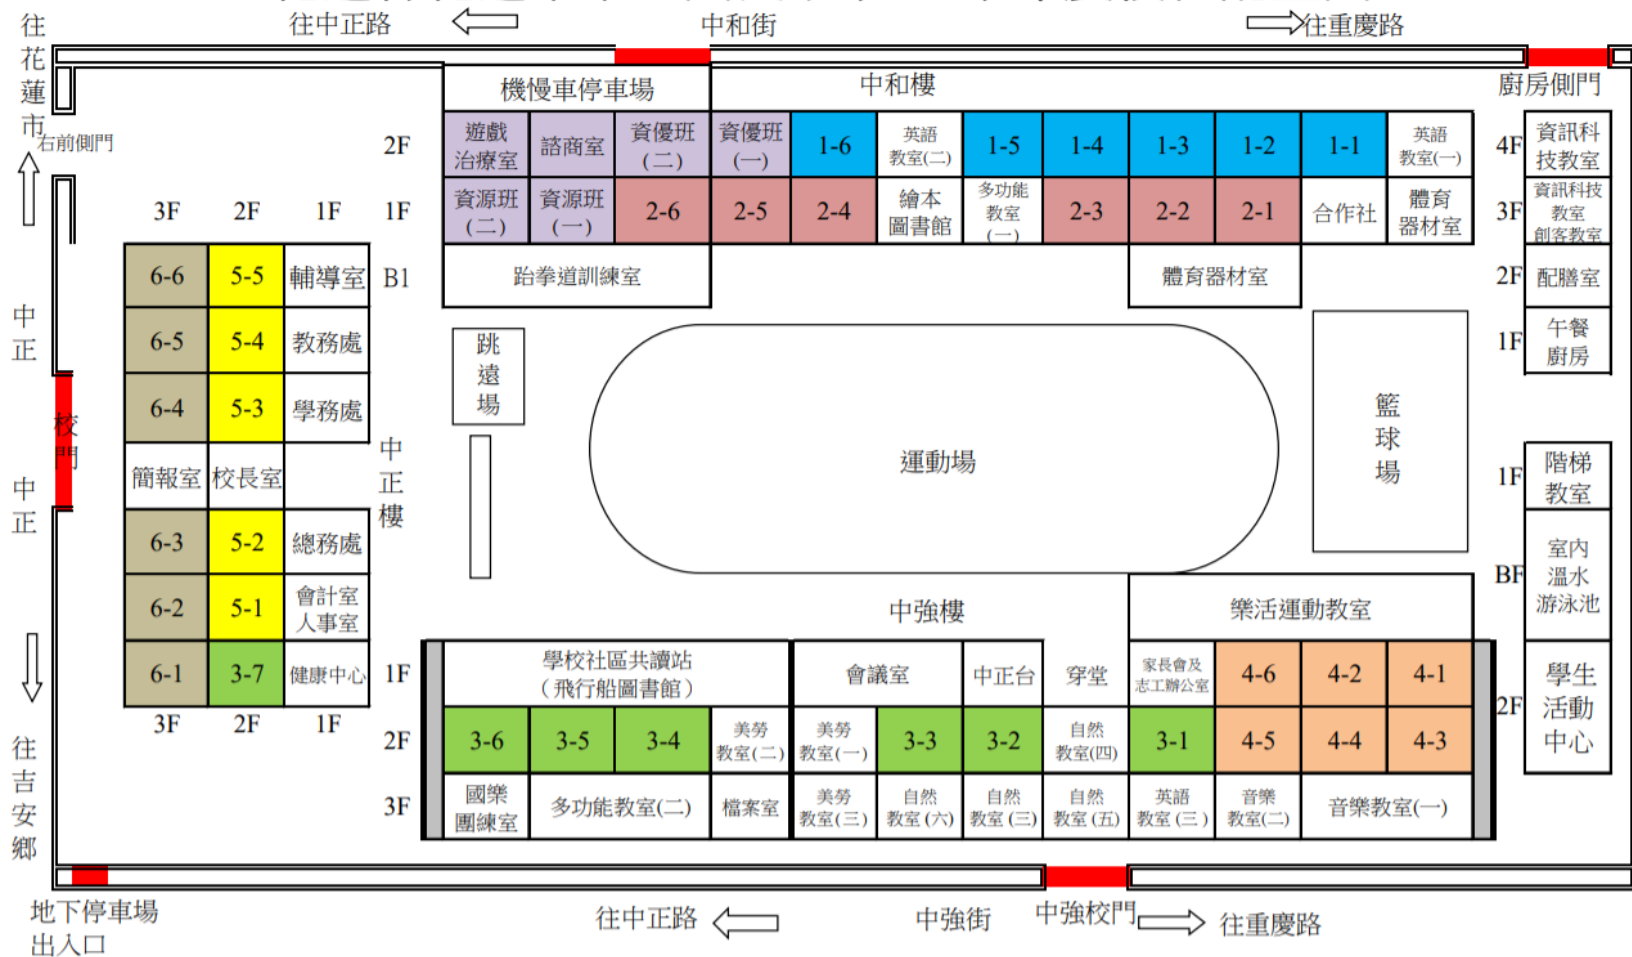 往中正路
中和街
往重慶路
往花蓮市
右前側門
機慢車停車場
中和樓
廚房側門
2F
遊戲
治療室
諮商室
資優班
(二)
資優班
(一)
1-6
英語
教室(二)
1-5
1-4
1-3
1-2
1-1
英語
教室(一)
4F
資訊科
技教室
3F
2F
1F
1F
資源班
(二)
資源班
(一)
2-6
2-5
2-4
繪本
圖書館
多功能
教室
(一)
2-3
2-2
2-1
合作社
體育
器材室
3F
資訊科技
教室
創客教室
6-6
5-5
輔導室
B1
跆拳道訓練室
體育器材室
2F
配膳室
中正
6-5
5-4
教務處
跳遠場
1F
午餐
廚房
6-4
5-3
學務處
校門
籃球場
運動場
中正樓
簡報室
校長室
1F
階梯
教室
中正
6-3
5-2
總務處
BF
室內
溫水
游泳池
6-2
5-1
會計室
人事室
中強樓
樂活運動教室
6-1
3-7
健康中心
1F
學校社區共讀站
(飛行船圖書館)
會議室
中正台
穿堂
家長會及
志工辦公室
4-6
4-2
4-1
2F
學生
活動
中心
3F
2F
1F
2F
3-6
3-5
3-4
美勞
教室(二)
美勞
教室(一)
3-3
3-2
自然
教室(四)
3-1
4-5
4-4
4-3
往吉安鄉
3F
國樂
團練室
多功能教室(二)
檔案室
美勞
教室(三)
自然
教室(六)
自然
教室(三)
自然
教室(五)
英語
教室(三)
音樂
教室(二)
音樂教室(一)
地下停車場
出入口
往中正路
中強街
中強校門
往重慶路